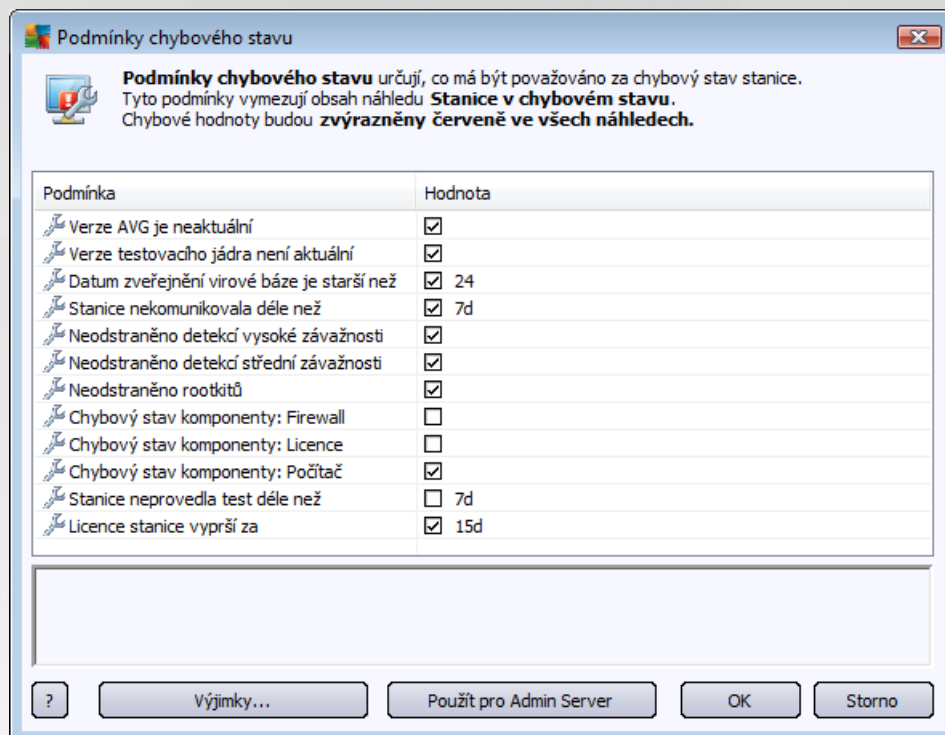 Podmínky chybového stavu
Podmínky chybového stavu určují, co má být považováno za chybový stav stanice.
Tyto podmínky vymezují obsah náhledu Stanice v chybovém stavu.
Chybové hodnoty budou zvýrazněny červeně ve všech náhledech.
Podmínka Hodnota
Verze AVG je neaktuální
Verze testovacího jádra není aktuální
Datum zveřejnění virové báze je starší než 24
Stanice nekomunikovala déle než 7d
Neodstraněno detekcí vysoké závažnosti
Neodstraněno detekcí střední závažnosti
Neodstraněno rootkitů
Chybový stav komponenty: Firewall
Chybový stav komponenty: Licence
Chybový stav komponenty: Počítač
Stanice neprovedla test déle než 7d
Licence stanice vyprší za 15d
? Výjimky... Použít pro Admin Server OK Storno